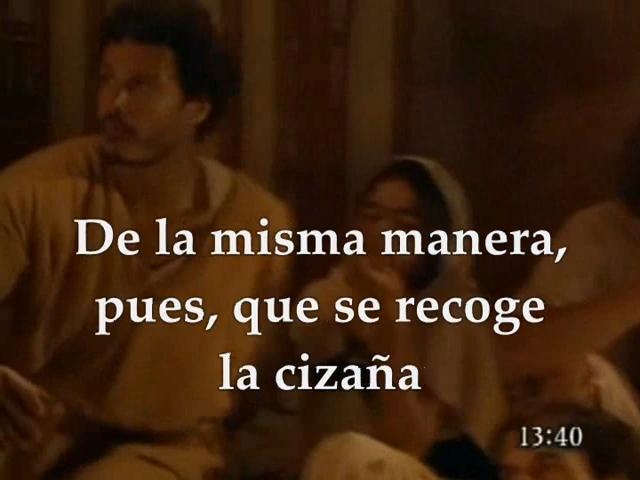 De la misma manera,
pues, que se recoge
la cizaña
13:40